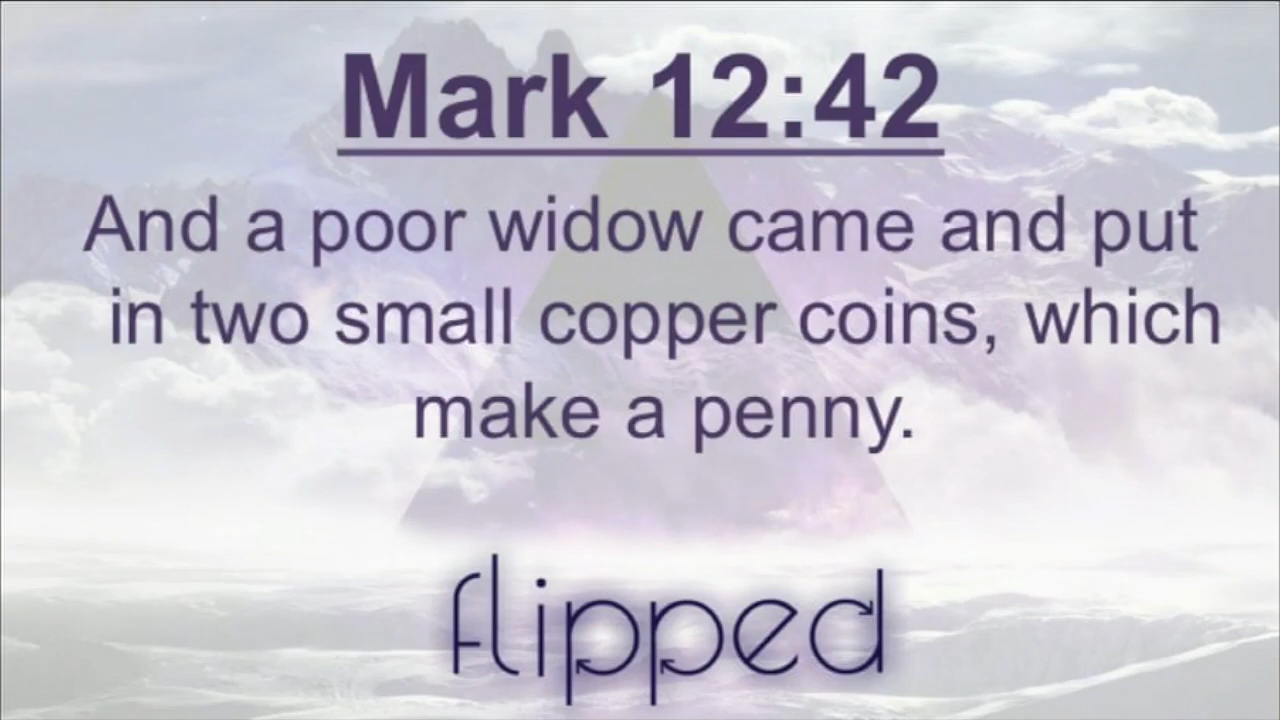 Mark 12:42
And a poor widow came and put
in two small copper coins, which
make a penny.
flipped